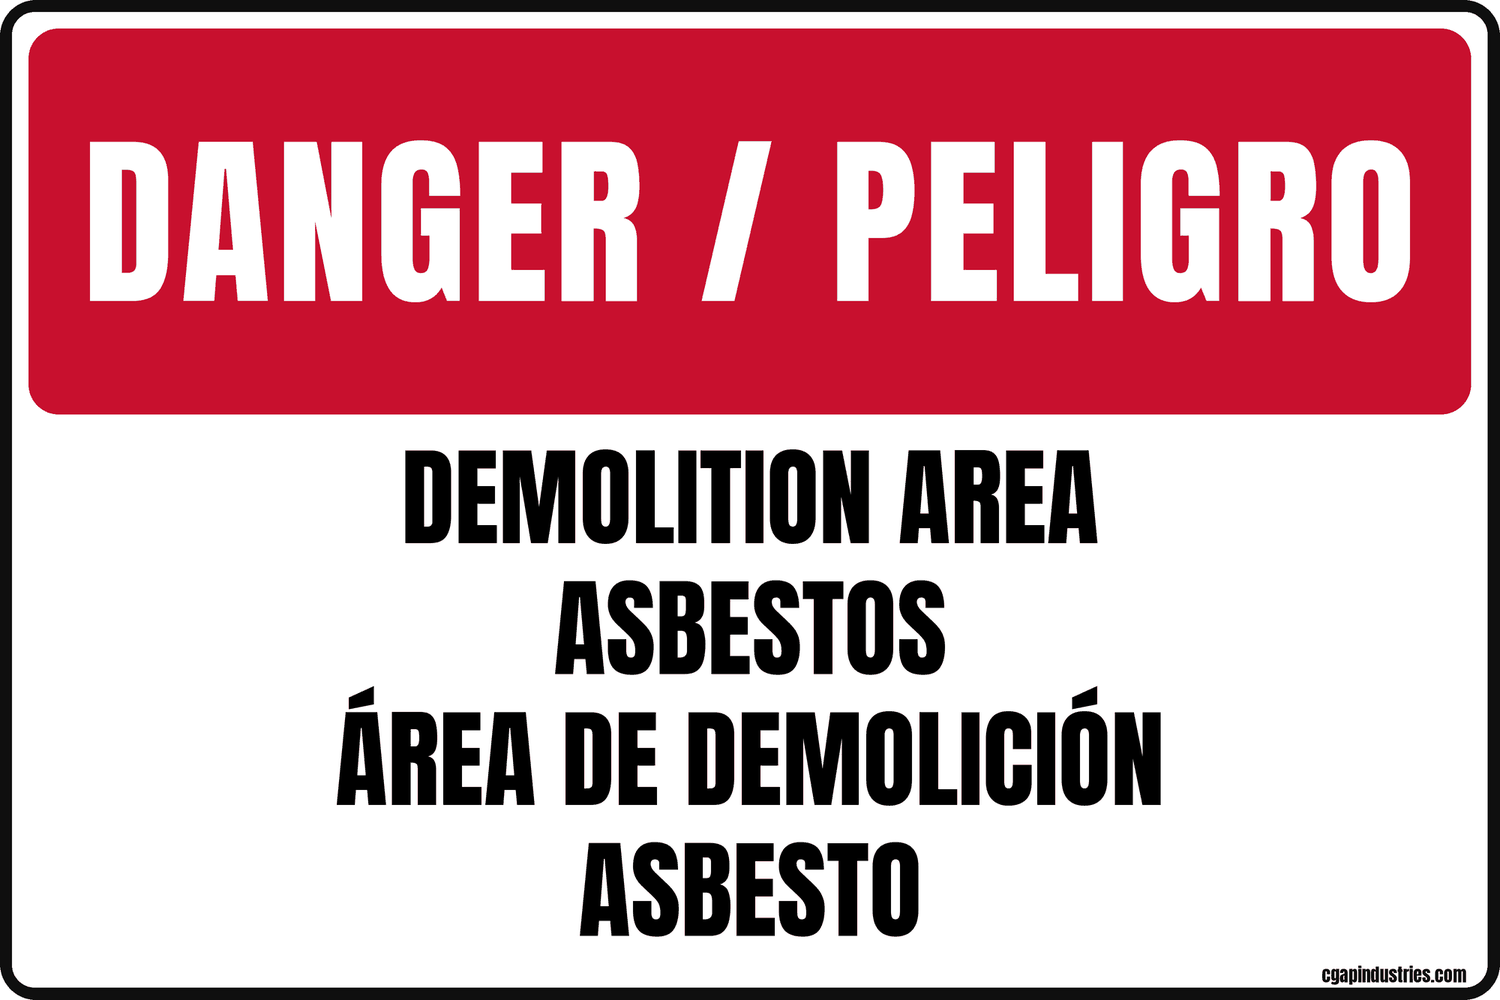 DANGER / PELIGRO
DEMOLITION AREA
ASBESTOS
ÁREA DE DEMOLICIÓN
ASBESTO
cgapindustries.com